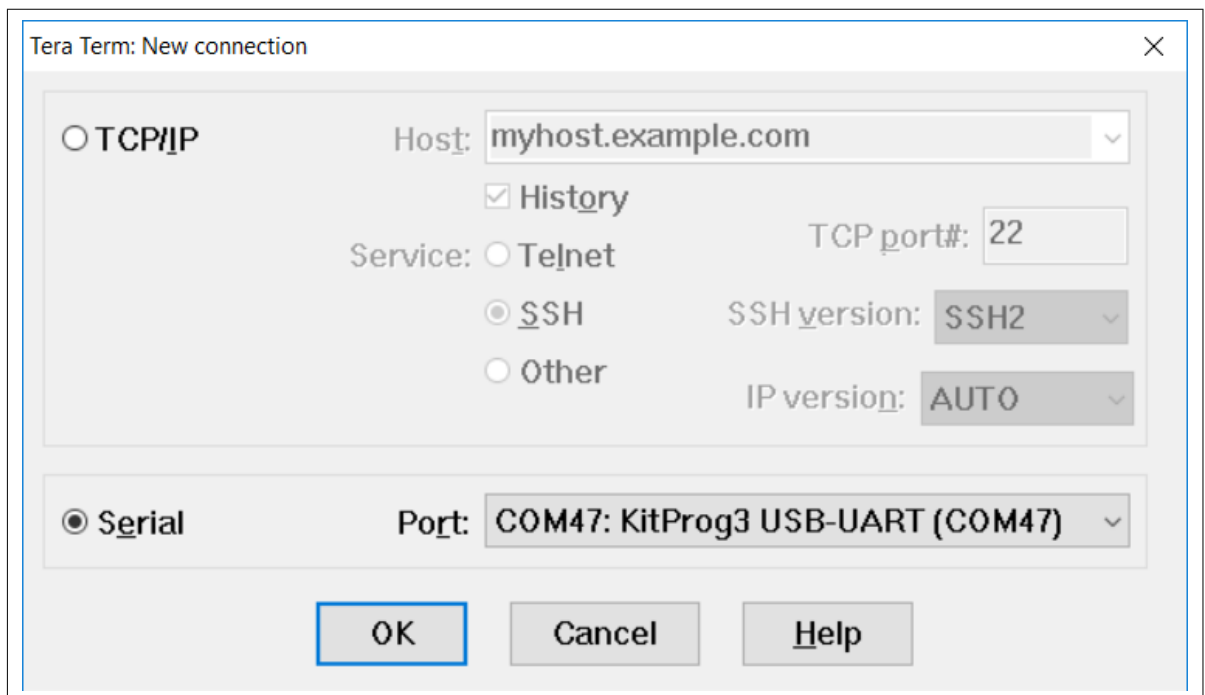 Tera Term: New connection
TCP/IP Host: myhost.example.com
History
TCP port#: 22
Service: Telnet
SSH SSH version: SSH2
Other
IP version: AUTO
Serial Port: COM47: KitProg3 USB-UART (COM47)
OK Cancel Help